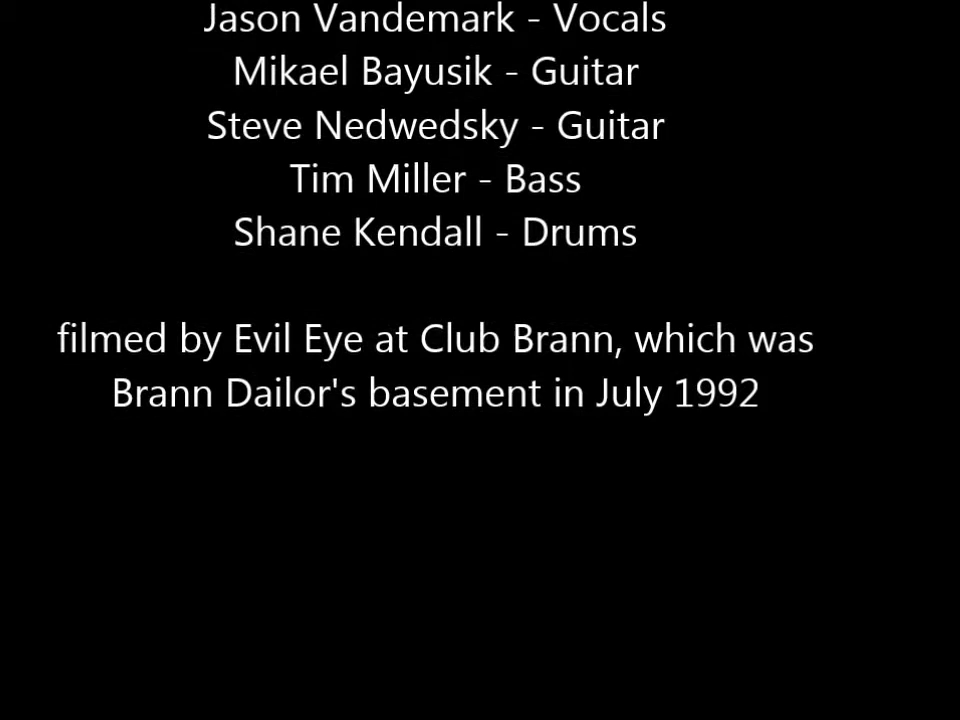 Jason Vandemark - Vocals
Mikael Bayusik - Guitar
Steve Nedwedsky - Guitar
Tim Miller - Bass
Shane Kendall - Drums
filmed by Evil Eye at Club Brann, which was
Brann Dailor's basement in July 1992